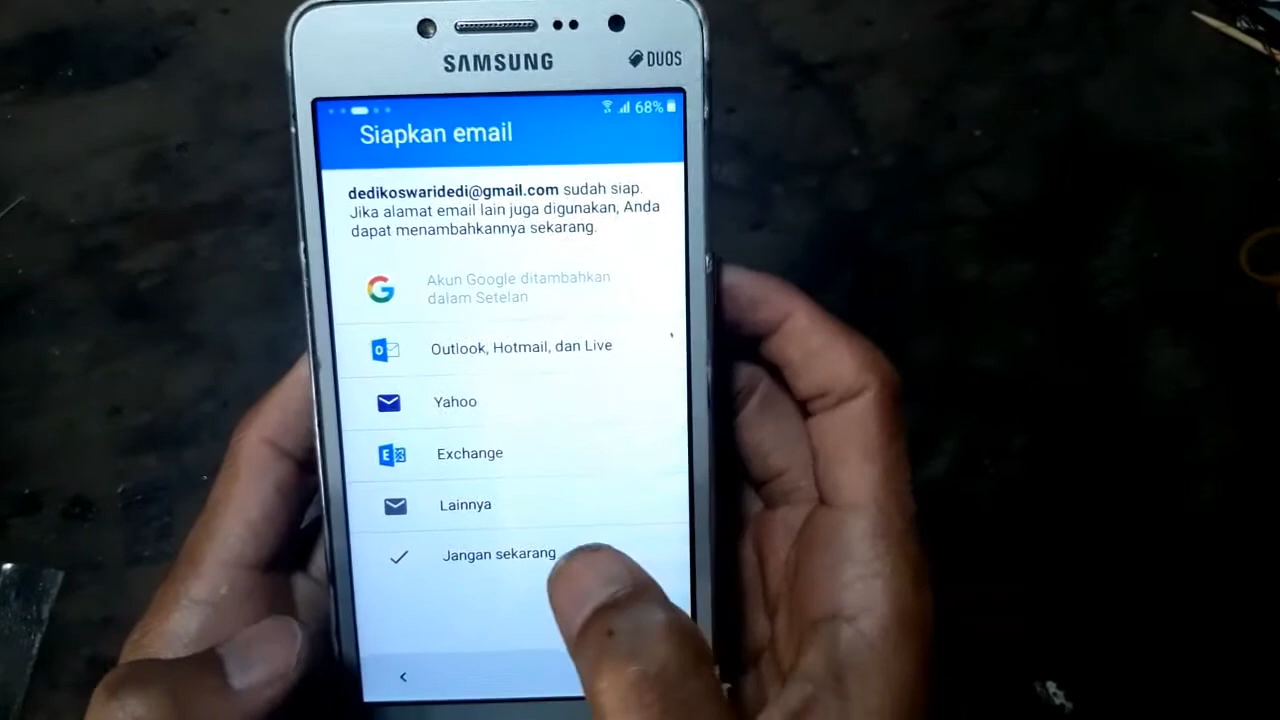 SAMSUNG
DUOS
68%
Siapkan email
dedikoswaridedi@gmail.com sudah siap.
Jika alamat email lain juga digunakan, Anda
dapat menambahkannya sekarang.
Akun Google ditambahkan
dalam Setelan
Outlook, Hotmail, dan Live
Yahoo
Exchange
Lainnya
Jangan sekarang